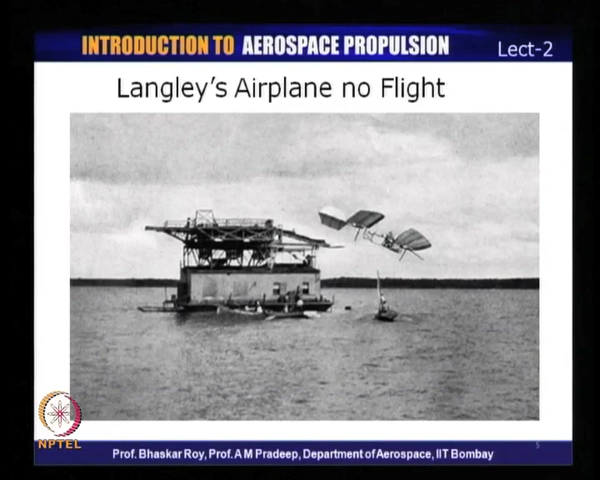 INTRODUCTION TO AEROSPACE PROPULSION
Lect-2
Langley's Airplane no Flight
NPTEL
5
Prof. Bhaskar Roy, Prof. A M Pradeep, Department of Aerospace, IIT Bombay